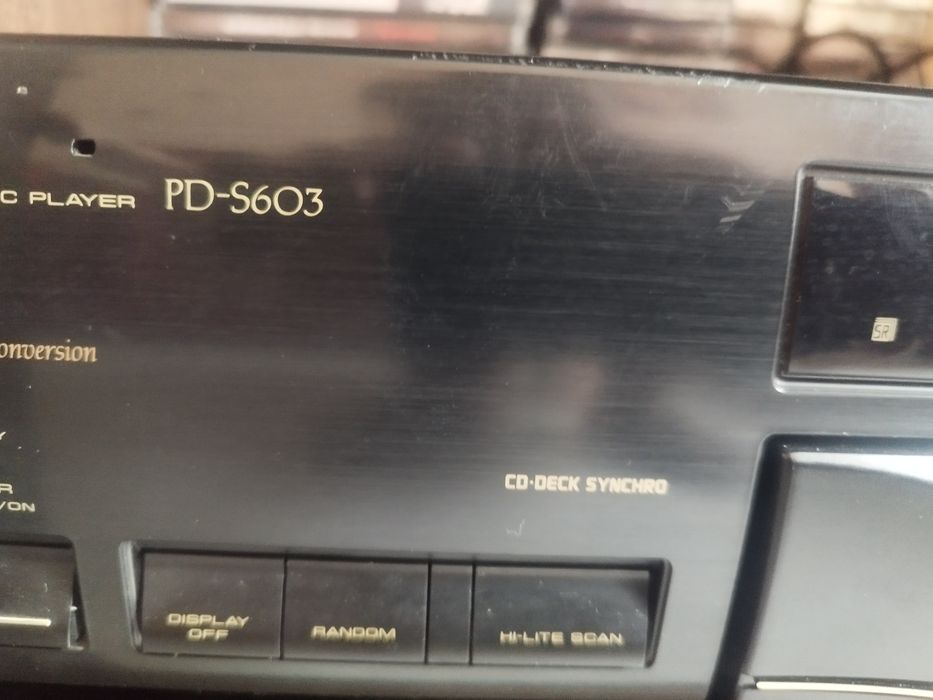 C PLAYER PD-S603
SR
onversion
Y
R
/ON
CD·DECK SYNCHRO
DISPLAY
OFF
RANDOM
HI-LITE SCAN